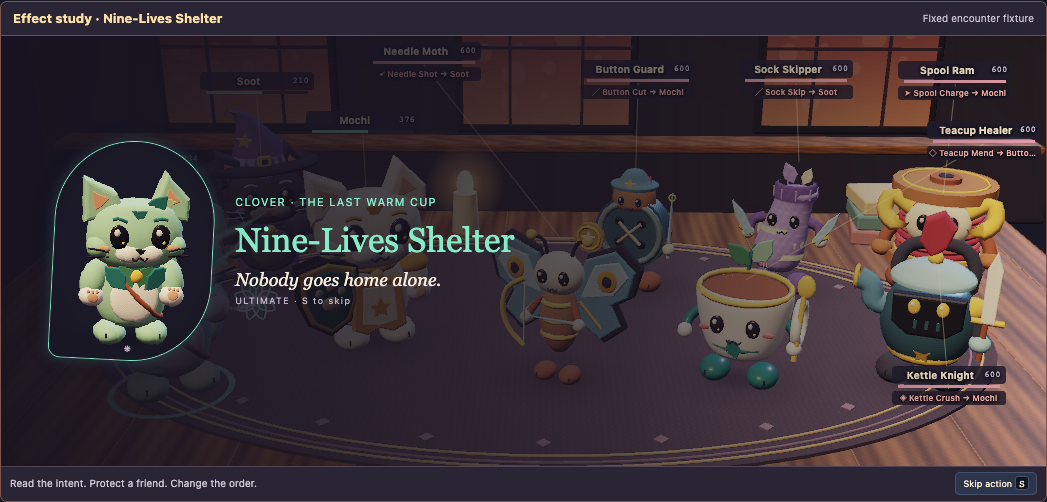 Effect study · Nine-Lives Shelter
Fixed encounter fixture
Needle Moth 600
✓ Needle Shot → Soot
Soot 210
Mochi 376
Button Guard 600
⟋ Button Cut → Mochi
Sock Skipper 600
⟋ Sock Skip → Soot
Spool Ram 600
➤ Spool Charge → Mochi
Teacup Healer 600
◇ Teacup Mend → Butto...
CLOVER · THE LAST WARM CUP
Nine-Lives Shelter
Nobody goes home alone.
ULTIMATE · S to skip
Kettle Knight 600
◈ Kettle Crush → Mochi
Read the intent. Protect a friend. Change the order.
Skip action S